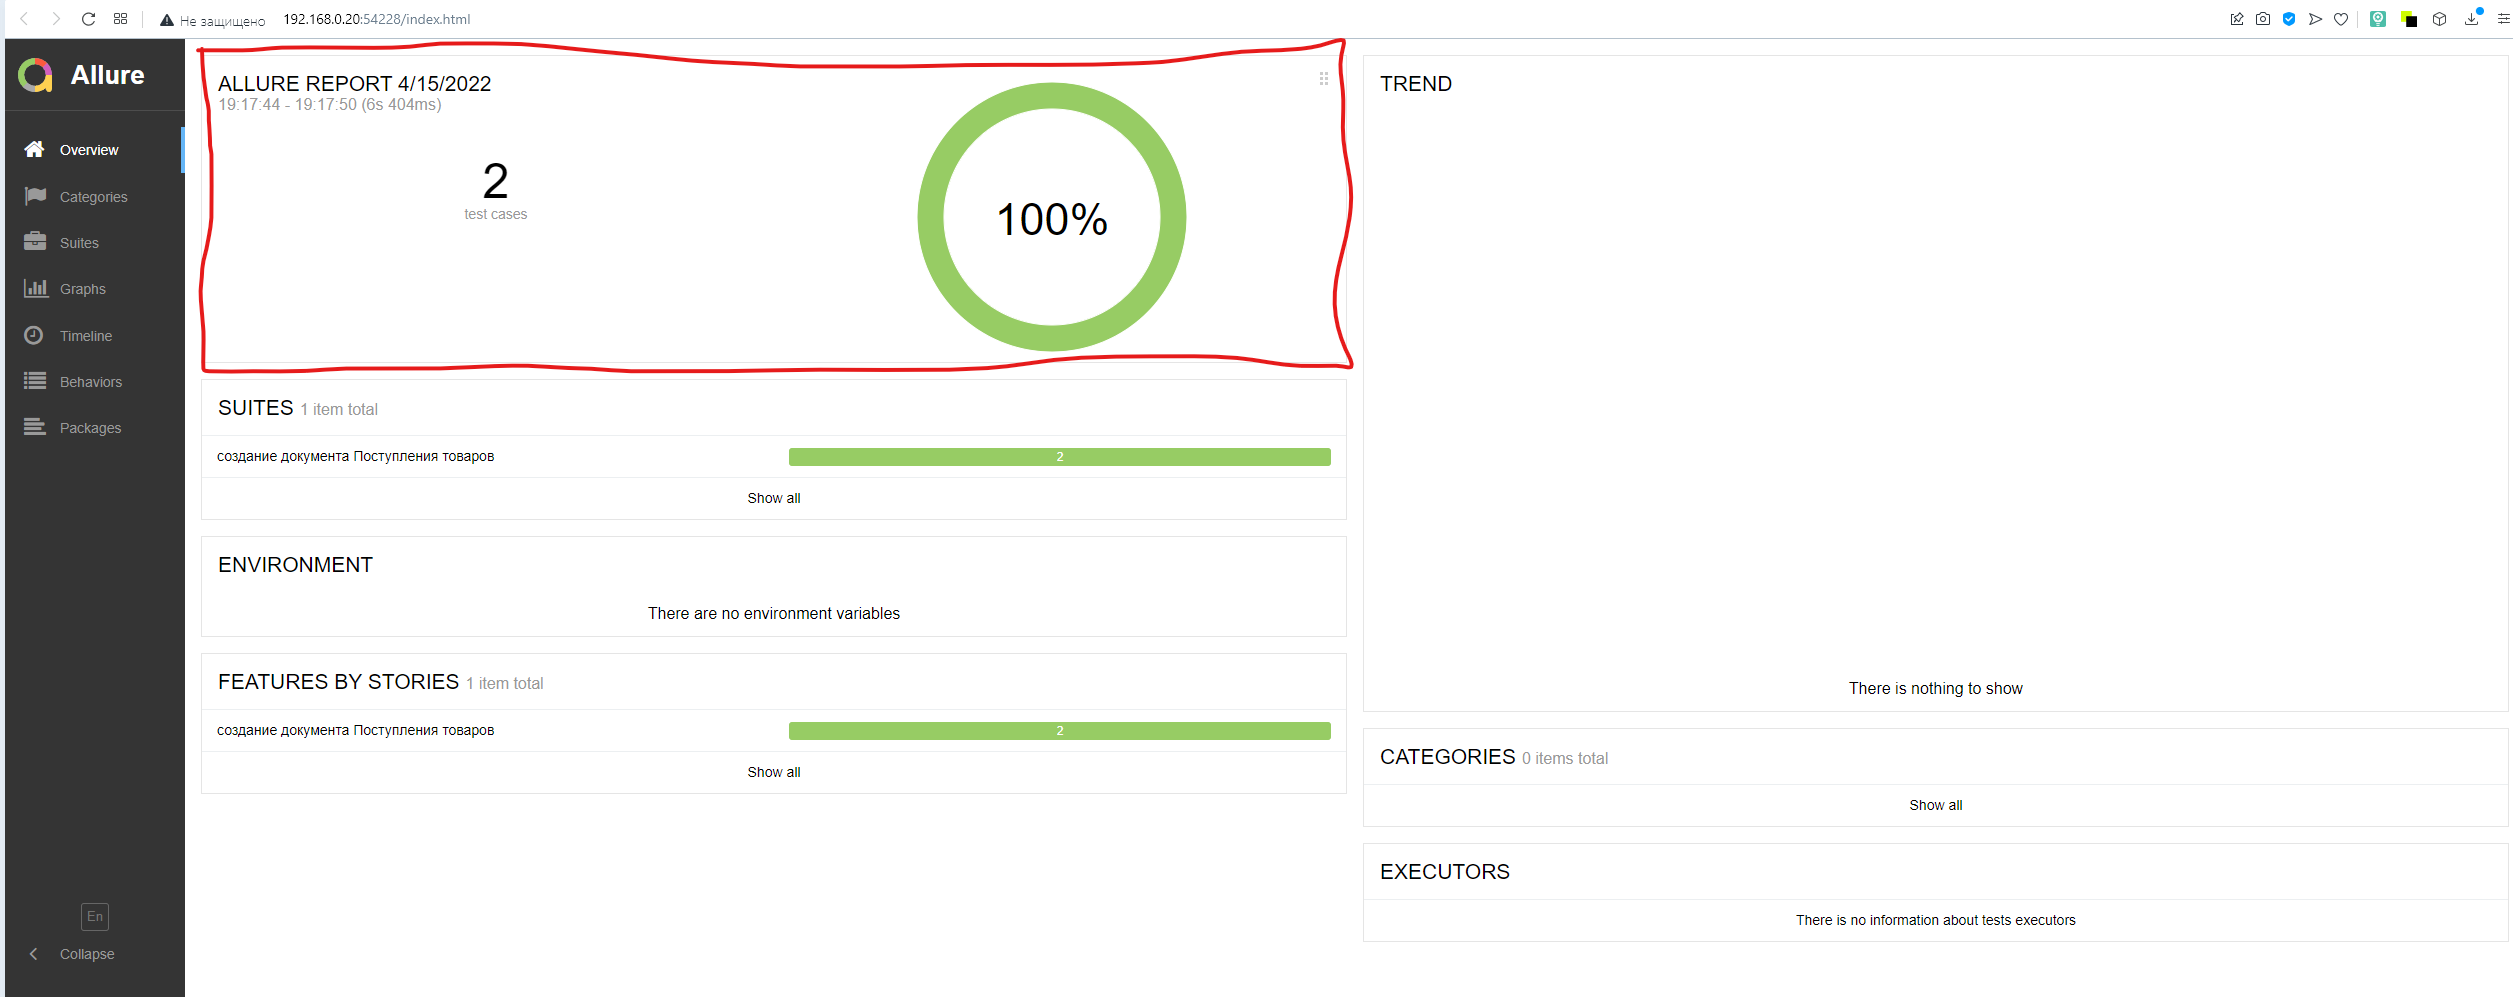 Не защищено 192.168.0.20:54228/index.html
Allure
Overview
Categories
Suites
Graphs
Timeline
Behaviors
Packages
En
Collapse
ALLURE REPORT 4/15/2022
19:17:44 - 19:17:50 (6s 404ms)
2
test cases
100%
SUITES 1 item total
создание документа Поступления товаров 2
Show all
ENVIRONMENT
There are no environment variables
FEATURES BY STORIES 1 item total
создание документа Поступления товаров 2
Show all
TREND
There is nothing to show
CATEGORIES 0 items total
Show all
EXECUTORS
There is no information about tests executors